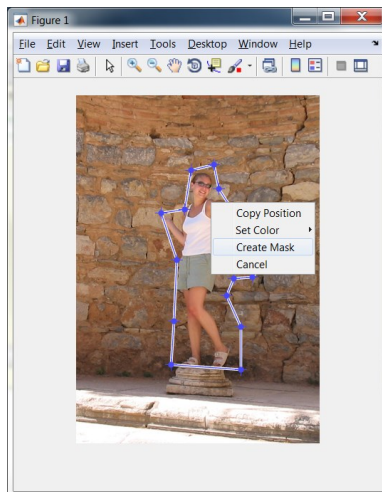 Figure 1
File Edit View Insert Tools Desktop Window Help
Copy Position
Set Color
Create Mask
Cancel